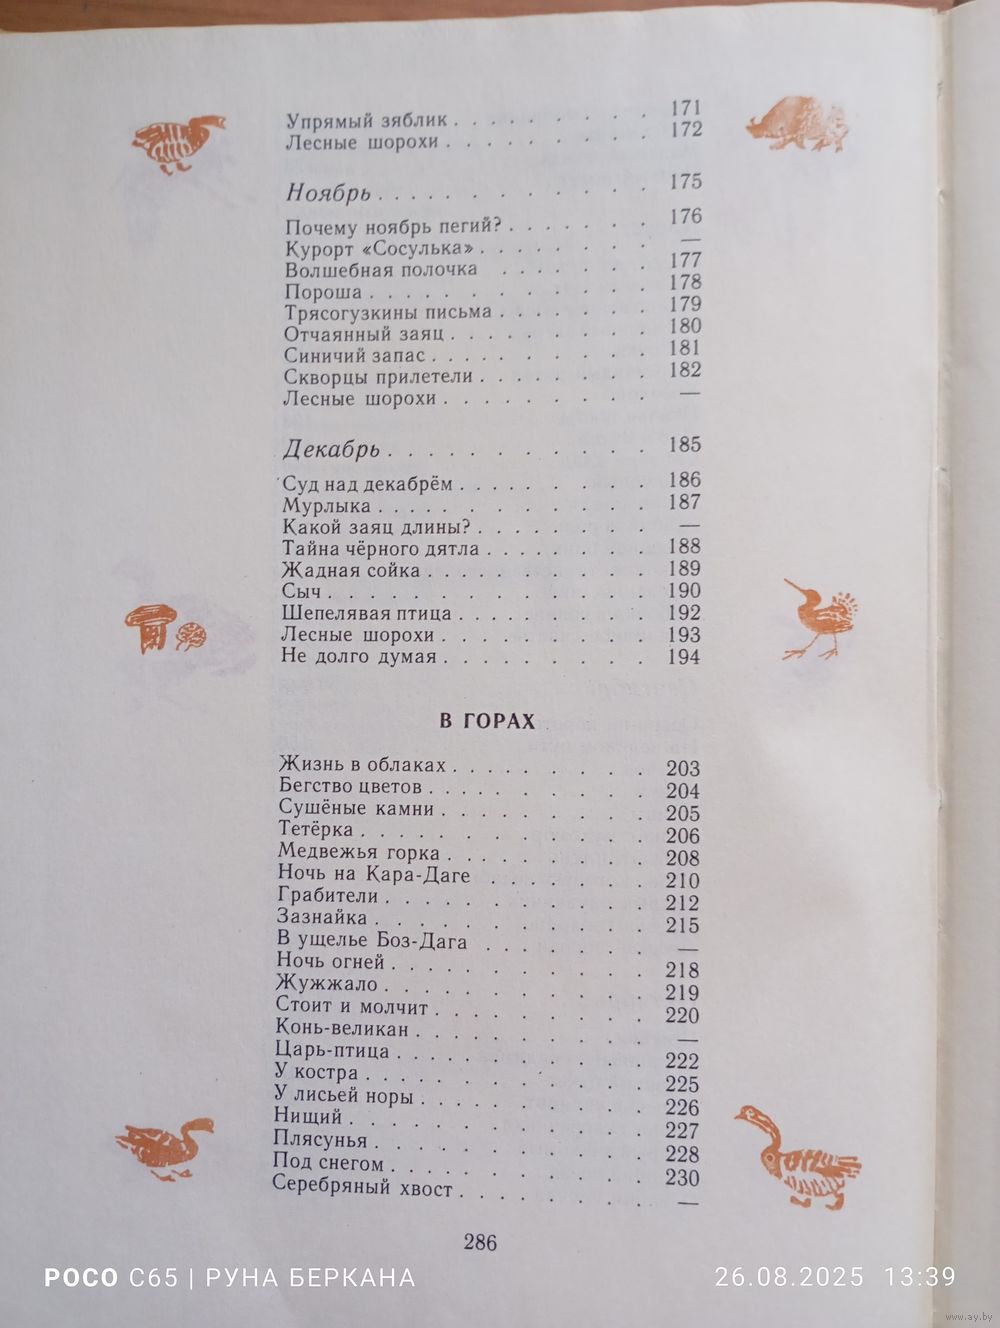 Упрямый зяблик . . . . . . . . . 171
Лесные шорохи . . . . . . . . . 172
Ноябрь . . . . . . . . . . . . 175
Почему ноябрь пегий? . . . . . . . 176
Курорт «Сосулька» . . . . . . . . —
Волшебная полочка . . . . . . . 177
Пороша . . . . . . . . . . . . 178
Трясогузкины письма . . . . . . . 179
Отчаянный заяц . . . . . . . . . 180
Синичий запас . . . . . . . . . . 181
Скворцы прилетели . . . . . . . . 182
Лесные шорохи . . . . . . . . . —
Декабрь . . . . . . . . . . . 185
Суд над декабрём . . . . . . . . 186
Мурлыка . . . . . . . . . . . . 187
Какой заяц длины? . . . . . . . . —
Тайна чёрного дятла . . . . . . . 188
Жадная сойка . . . . . . . . . . 189
Сыч . . . . . . . . . . . . . . 190
Шепелявая птица . . . . . . . . 192
Лесные шорохи . . . . . . . . . 193
Не долго думая . . . . . . . . . 194
В ГОРАХ
Жизнь в облаках . . . . . . . . . 203
Бегство цветов . . . . . . . . . . 204
Сушёные камни . . . . . . . . . 205
Тетёрка . . . . . . . . . . . . 206
Медвежья горка . . . . . . . . . 208
Ночь на Кара-Даге . . . . . . . 210
Грабители . . . . . . . . . . . 212
Зазнайка . . . . . . . . . . . . 215
В ущелье Боз-Дага . . . . . . . —
Ночь огней . . . . . . . . . . . 218
Жужжало . . . . . . . . . . . . 219
Стоит и молчит . . . . . . . . . 220
Конь-великан . . . . . . . . . . —
Царь-птица . . . . . . . . . . . 222
У костра . . . . . . . . . . . . 225
У лисьей норы . . . . . . . . . 226
Нищий . . . . . . . . . . . . . 227
Плясунья . . . . . . . . . . . . 228
Под снегом . . . . . . . . . . . 230
Серебряный хвост . . . . . . . . —
286
POCO C65 | РУНА БЕРКАНА 26.08.2025 13:39
www.ay.by